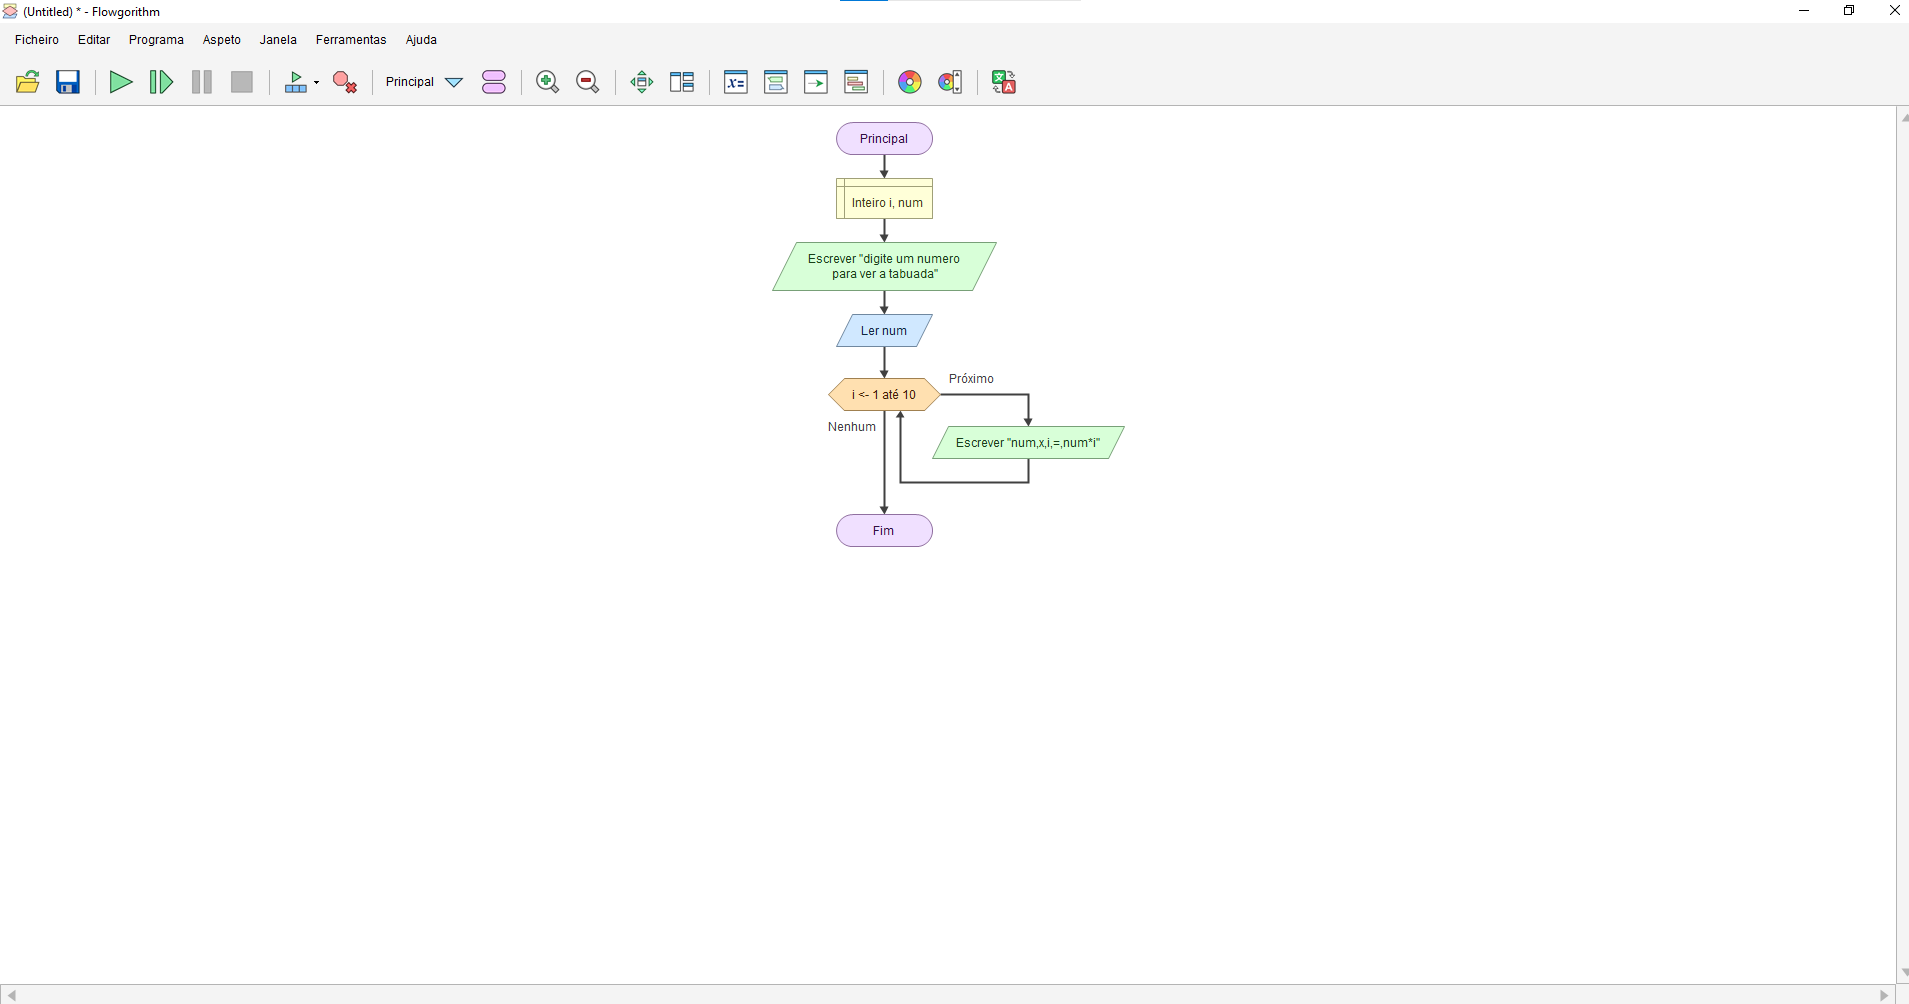 (Untitled) * - Flowgorithm
Ficheiro Editar Programa Aspeto Janela Ferramentas Ajuda
Principal x= 文 A
Principal
Inteiro i, num
Escrever "digite um numero
para ver a tabuada"
Ler num
i <- 1 até 10
Próximo
Nenhum
Escrever "num,x,i,=,num*i"
Fim